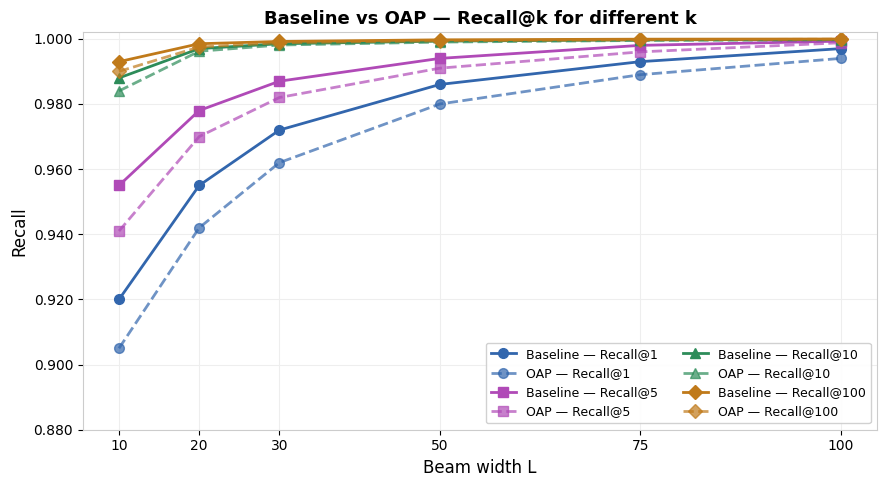 Baseline vs OAP — Recall@k for different k
1.000
0.980
0.960
0.940
0.920
0.900
0.880
Recall
10 20 30 50 75 100
Beam width L
Baseline — Recall@1
OAP — Recall@1
Baseline — Recall@5
OAP — Recall@5
Baseline — Recall@10
OAP — Recall@10
Baseline — Recall@100
OAP — Recall@100